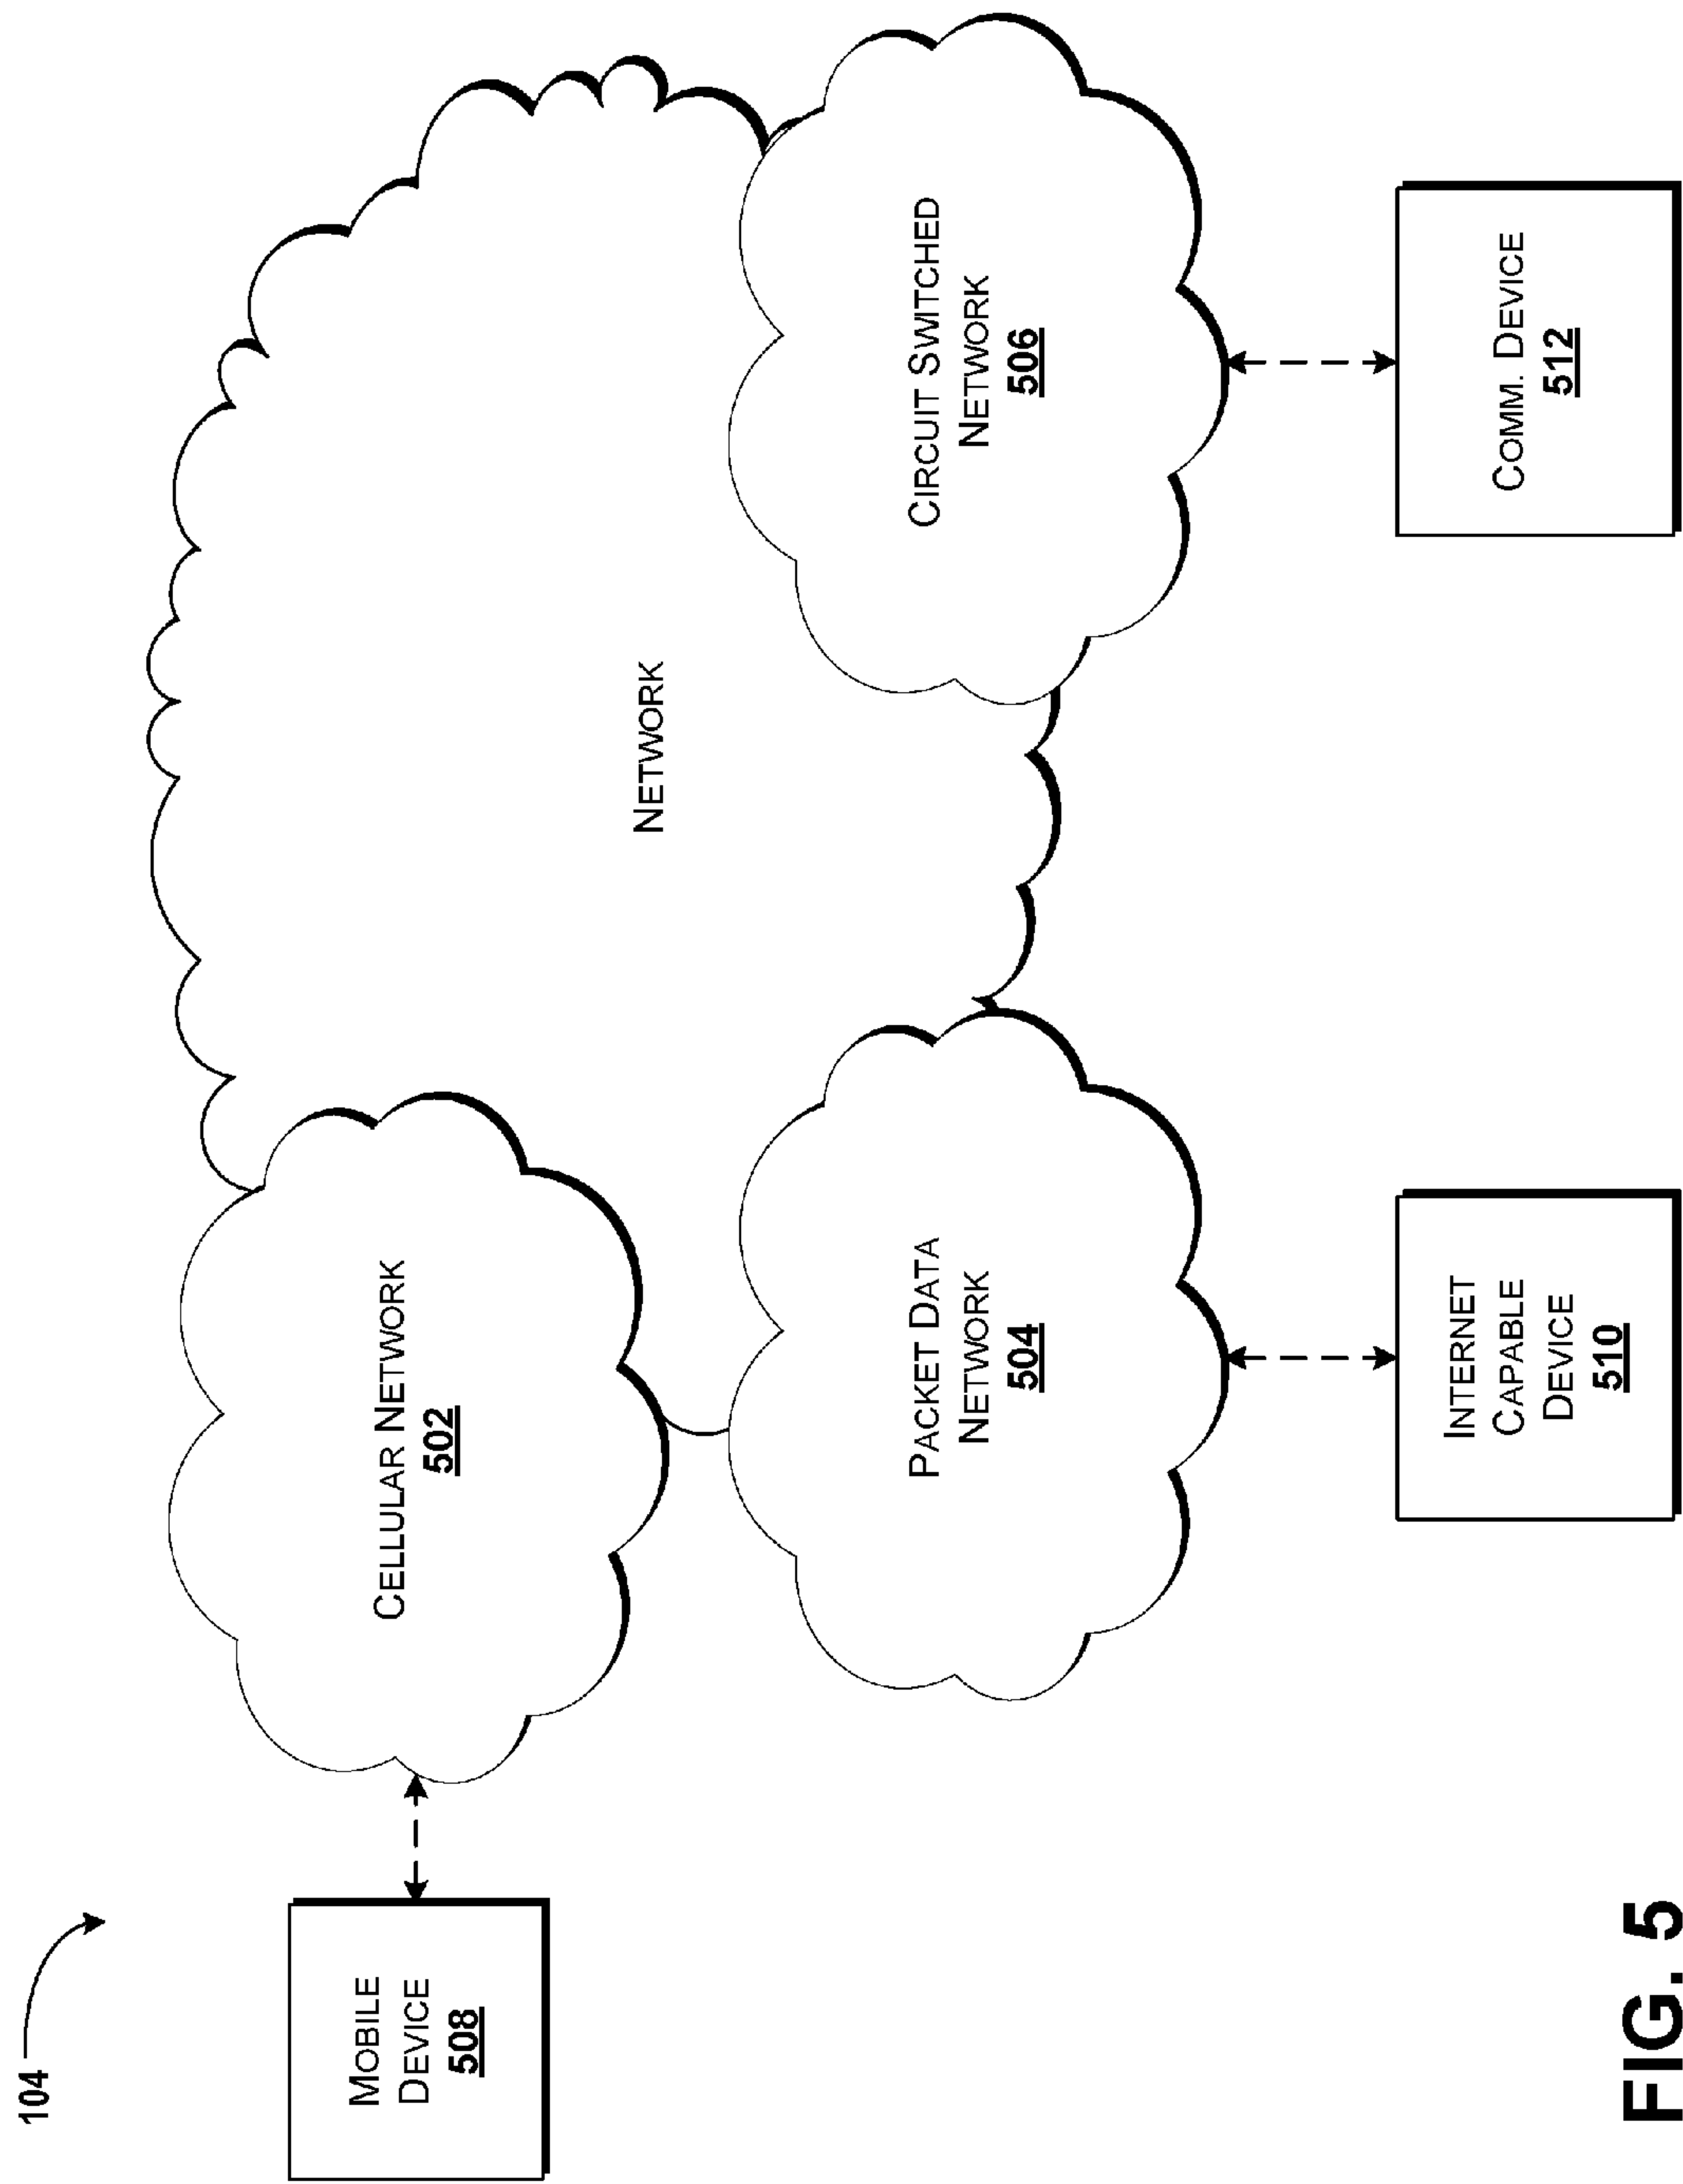 104
MOBILE
DEVICE
508
CELLULAR NETWORK
502
NETWORK
PACKET DATA
NETWORK
504
CIRCUIT SWITCHED
NETWORK
506
INTERNET
CAPABLE
DEVICE
510
COMM. DEVICE
512
FIG. 5